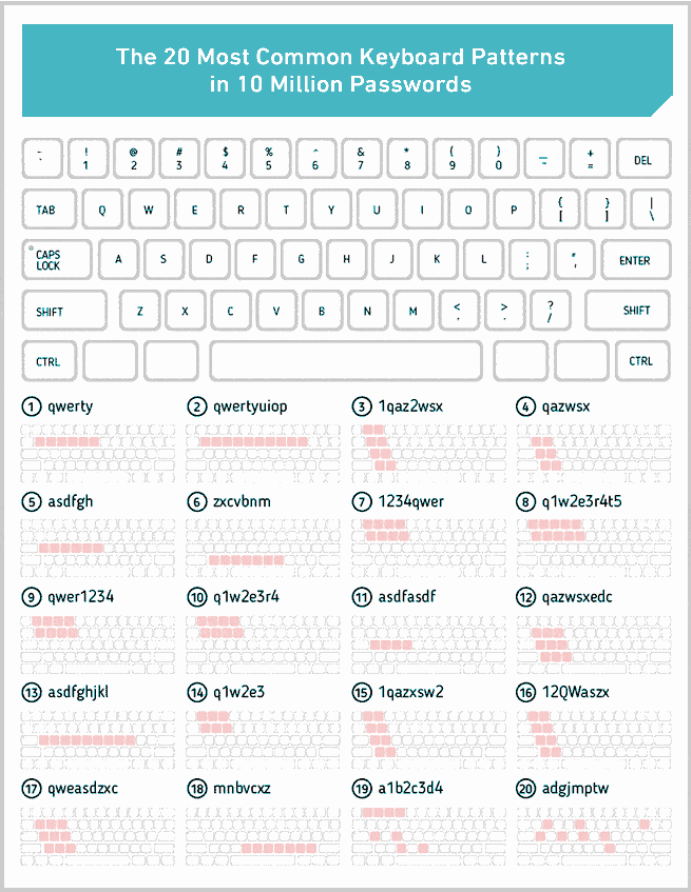 The 20 Most Common Keyboard Patterns
in 10 Million Passwords
~ ! @ # $ % ^ & * ( ) _ +
` 1 2 3 4 5 6 7 8 9 0 - = DEL
TAB Q W E R T Y U I O P { [ } ] | \
CAPS LOCK A S D F G H J K L : ; " ' ENTER
SHIFT Z X C V B N M < , > . ? / SHIFT
CTRL CTRL
1 qwerty 2 qwertyuiop 3 1qaz2wsx 4 qazwsx
5 asdfgh 6 zxcvbnm 7 1234qwer 8 q1w2e3r4t5
9 qwer1234 10 q1w2e3r4 11 asdfasdf 12 qazwsxedc
13 asdfghjkl 14 q1w2e3 15 1qazxsw2 16 12QWaszx
17 qweasdzxc 18 mnbvcxz 19 a1b2c3d4 20 adgjmptw